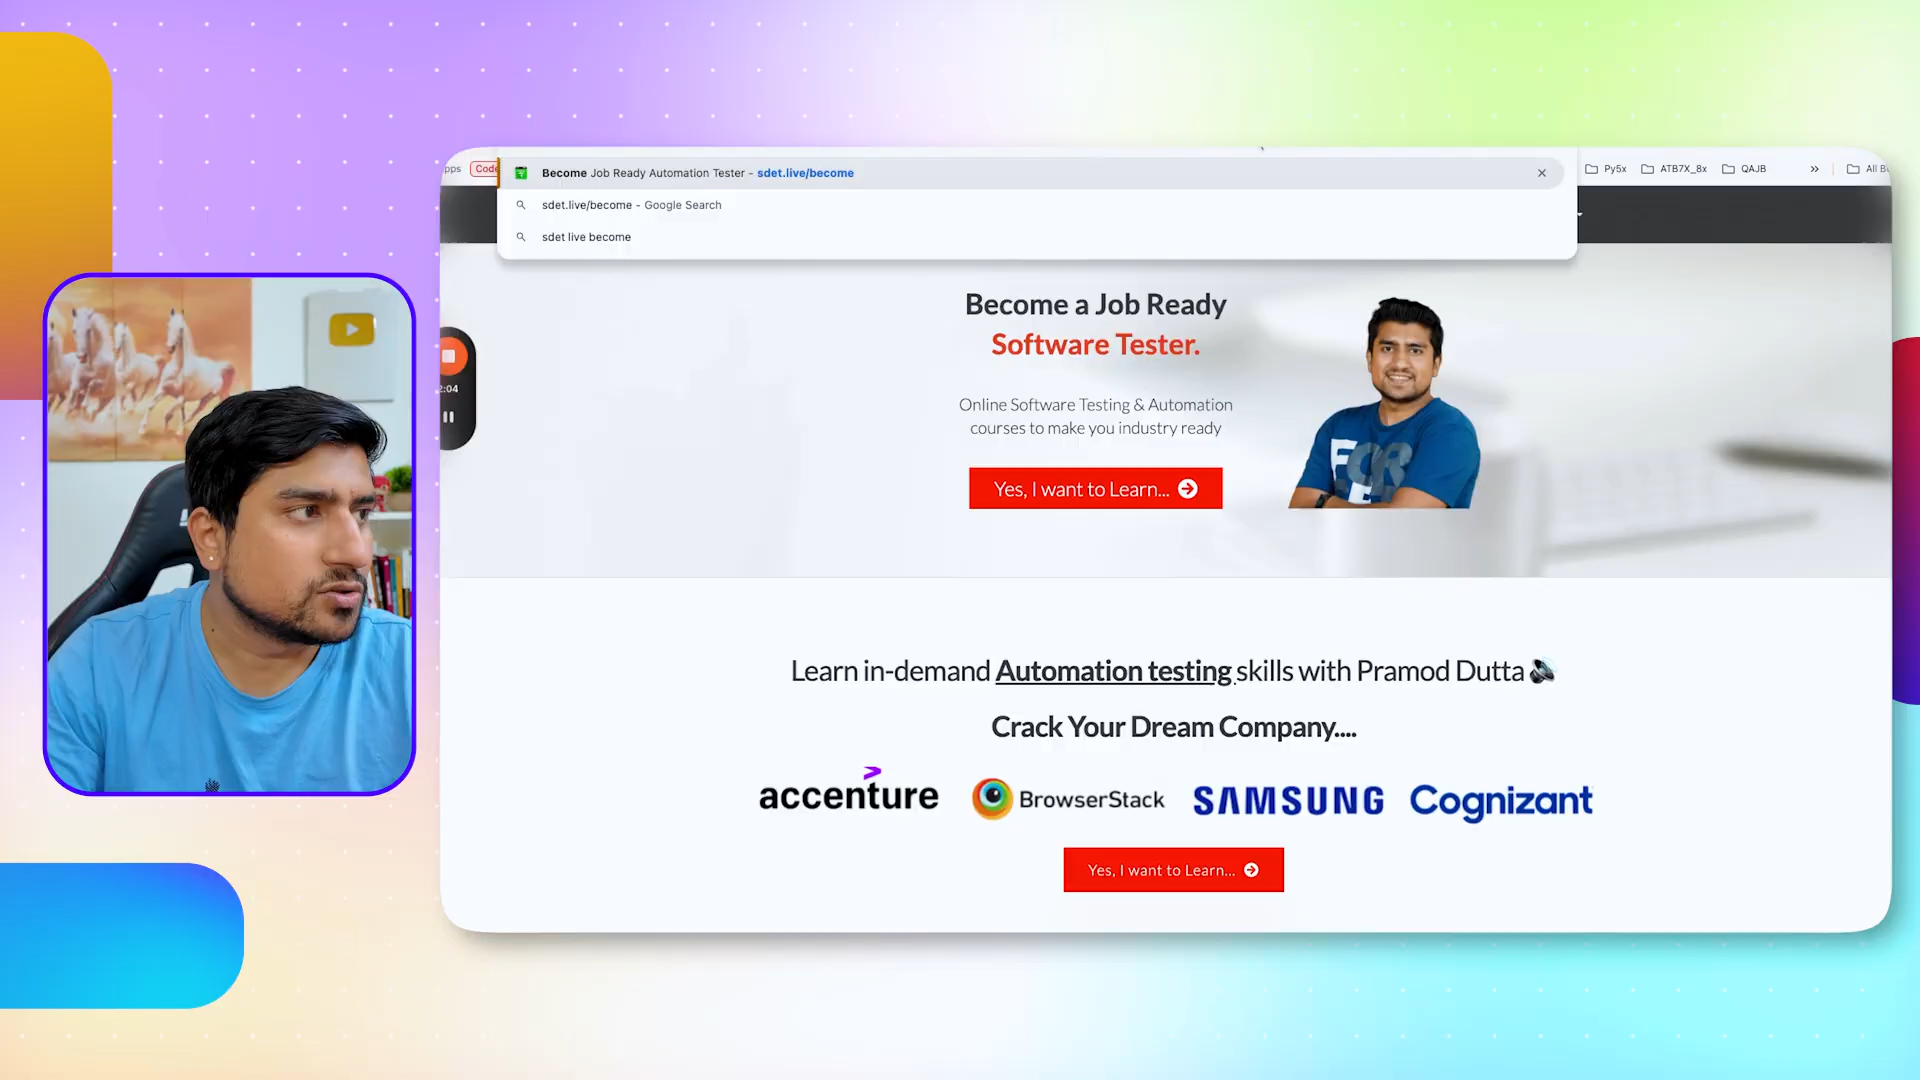 pps
Code
Become Job Ready Automation Tester - sdet.live/become
Py5x
ATB7X_8x
QAJB
»
All B
sdet.live/become - Google Search
sdet live become
Become a Job Ready
Software Tester.
2:04
Online Software Testing & Automation
courses to make you industry ready
Yes, I want to Learn...
Learn in-demand Automation testing skills with Pramod Dutta
Crack Your Dream Company....
accenture
BrowserStack
SAMSUNG
Cognizant
Yes, I want to Learn...